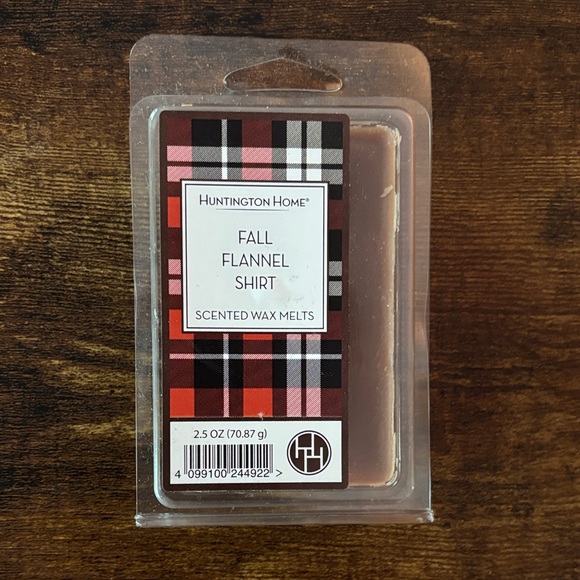 HUNTINGTON HOME®
FALL
FLANNEL
SHIRT
SCENTED WAX MELTS
2.5 OZ (70.87 g)
4 099100 244922 >